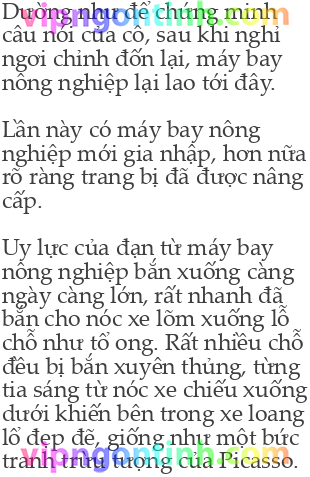 Dường như để chứng minh
vipngontinh.com
câu nói của cô, sau khi nghỉ
ngơi chỉnh đốn lại, máy bay
nông nghiệp lại lao tới đây.
Lần này có máy bay nông
nghiệp mới gia nhập, hơn nữa
rõ ràng trang bị đã được nâng
cấp.
Uy lực của đạn từ máy bay
nông nghiệp bắn xuống càng
ngày càng lớn, rất nhanh đã
bắn cho nóc xe lõm xuống lỗ
chỗ như tổ ong. Rất nhiều chỗ
đều bị bắn xuyên thủng, từng
tia sáng từ nóc xe chiếu xuống
dưới khiến bên trong xe loang
lổ đẹp đẽ, giống như một bức
vipngontinh.com
tranh trừu tượng của Picasso.